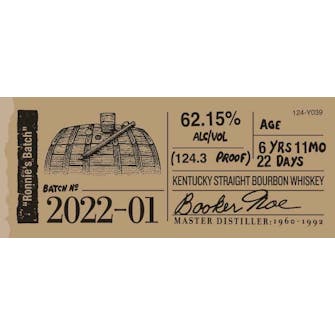 "Ronnie's Batch"
BATCH Nº
2022-01
62.15%
ALC/VOL
(124.3 PROOF)
124-Y039
AGE
6 YRS 11MO
22 DAYS
KENTUCKY STRAIGHT BOURBON WHISKEY
Booker Noe
MASTER DISTILLER:1960-1992